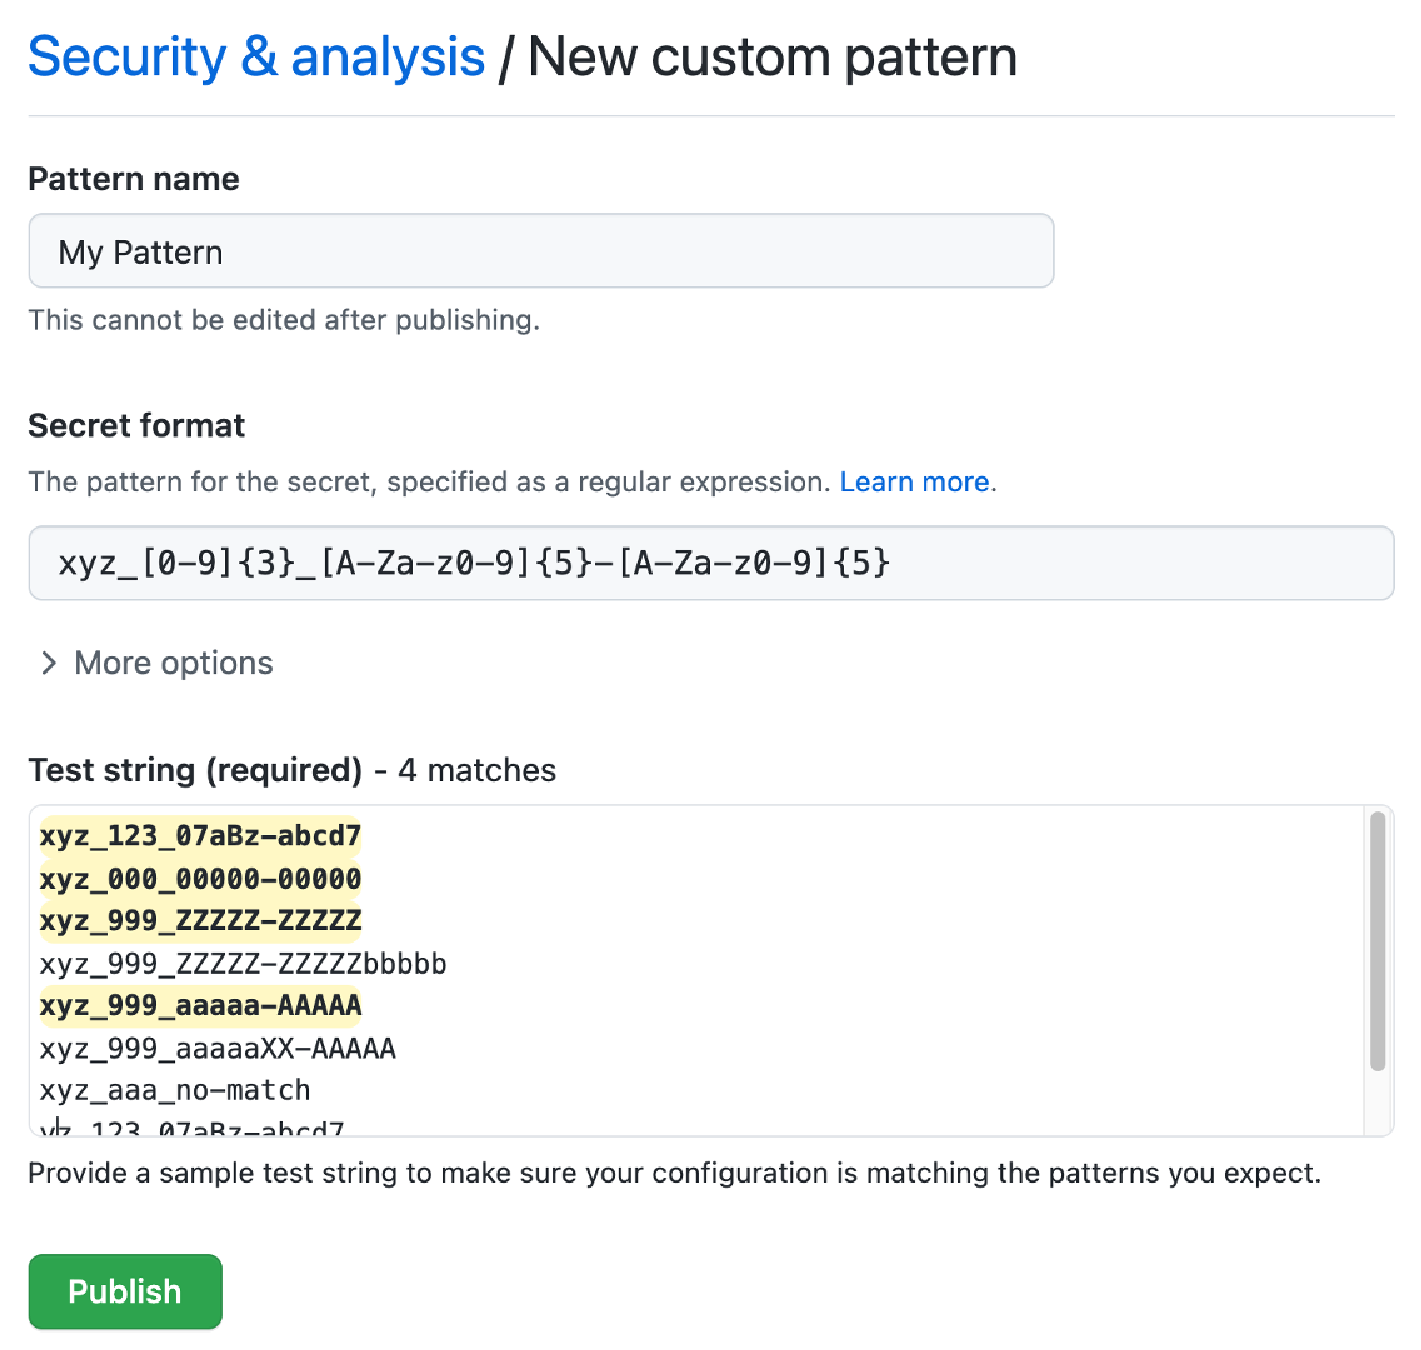 Security & analysis / New custom pattern
Pattern name
My Pattern
This cannot be edited after publishing.
Secret format
The pattern for the secret, specified as a regular expression. Learn more.
xyz_[0-9]{3}_[A-Za-z0-9]{5}-[A-Za-z0-9]{5}
More options
Test string (required) - 4 matches
xyz_123_07aBz-abcd7
xyz_000_00000-00000
xyz_999_ZZZZZ-ZZZZZ
xyz_999_ZZZZZ-ZZZZZbbbbb
xyz_999_aaaaa-AAAAA
xyz_999_aaaaaXX-AAAAA
xyz_aaa_no-match
yz_123_07aBz-abcd7
Provide a sample test string to make sure your configuration is matching the patterns you expect.
Publish